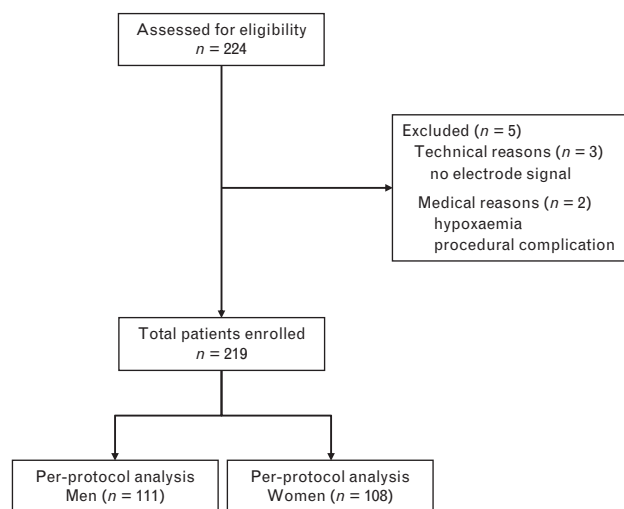 Assessed for eligibility
n = 224
Excluded (n = 5)
Technical reasons (n = 3)
no electrode signal
Medical reasons (n = 2)
hypoxaemia
procedural complication
Total patients enrolled
n = 219
Per-protocol analysis
Men (n = 111)
Per-protocol analysis
Women (n = 108)